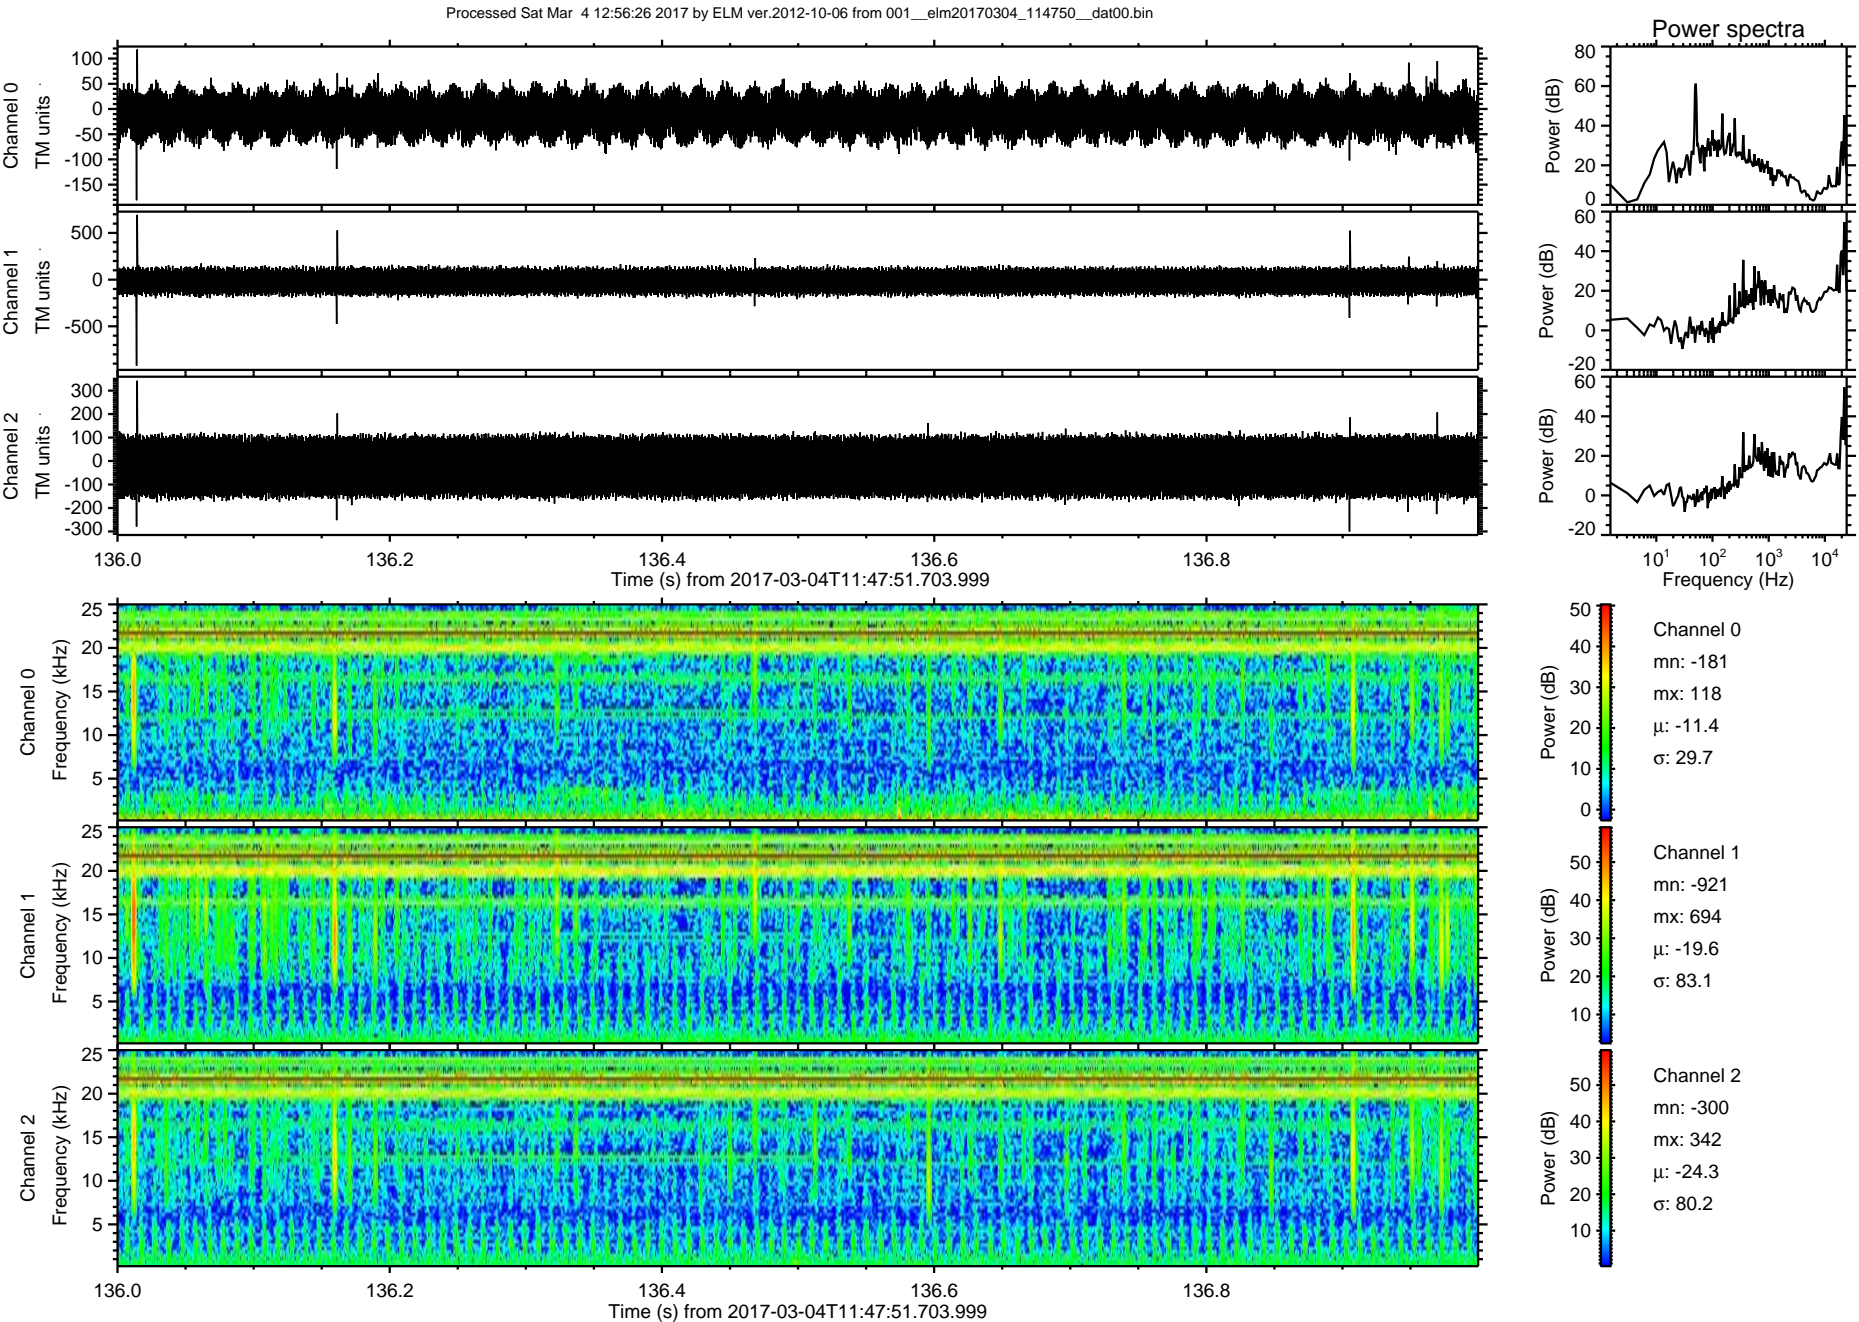 Processed Sat Mar  4 12:56:26 2017 by ELM ver.2012-10-06 from 001__elm20170304_114750__dat00.bin
Power spectra
Channel 0
TM units
100
50
0
-50
-100
-150
Power (dB)
80
60
40
20
0
Channel 1
TM units
500
0
-500
Power (dB)
60
40
20
0
-20
Channel 2
TM units
300
200
100
0
-100
-200
-300
Power (dB)
60
40
20
0
-20
136.0 136.2 136.4 136.6 136.8
Time (s) from 2017-03-04T11:47:51.703.999
10^1 10^2 10^3 10^4
Frequency (Hz)
Channel 0
Frequency (kHz)
25
20
15
10
5
Power (dB)
50
40
30
20
10
0
Channel 0
mn: -181
mx: 118
µ: -11.4
σ: 29.7
Channel 1
Frequency (kHz)
25
20
15
10
5
Power (dB)
50
40
30
20
10
Channel 1
mn: -921
mx: 694
µ: -19.6
σ: 83.1
Channel 2
Frequency (kHz)
25
20
15
10
5
Power (dB)
50
40
30
20
10
Channel 2
mn: -300
mx: 342
µ: -24.3
σ: 80.2
136.0 136.2 136.4 136.6 136.8
Time (s) from 2017-03-04T11:47:51.703.999